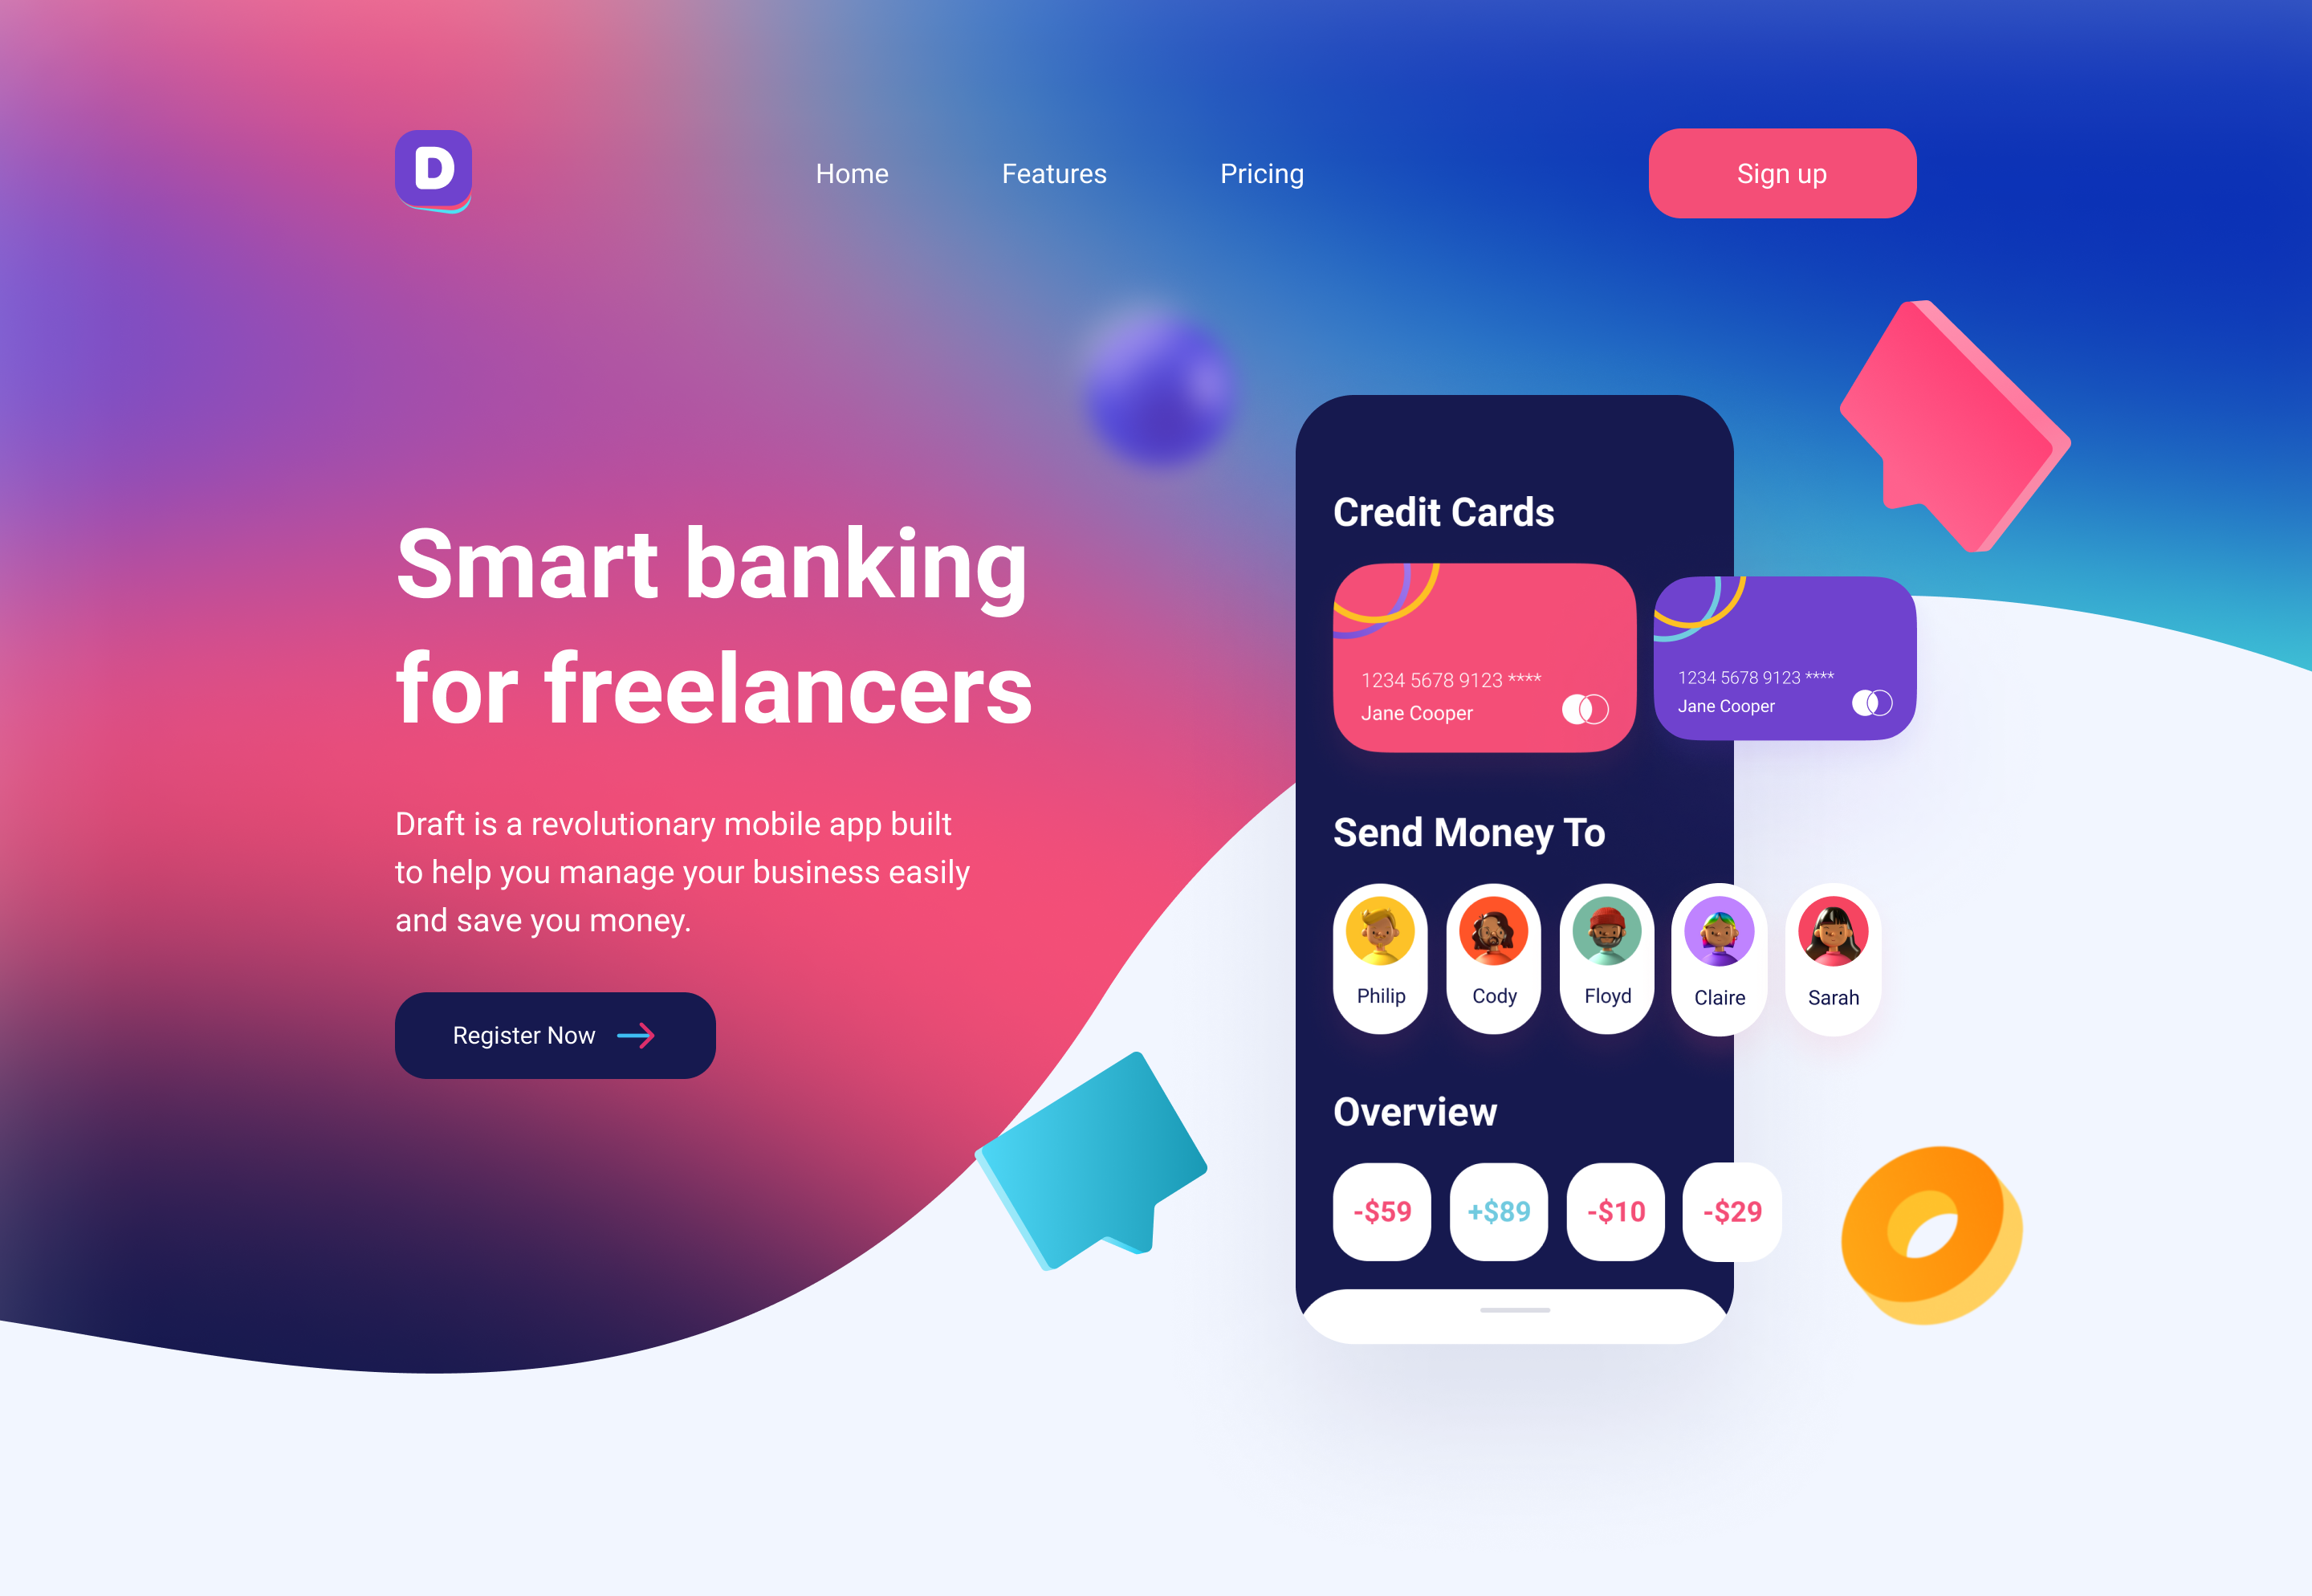 D
Home
Features
Pricing
Sign up
Smart banking
for freelancers
Draft is a revolutionary mobile app built
to help you manage your business easily
and save you money.
Register Now
Credit Cards
1234 5678 9123 ****
Jane Cooper
1234 5678 9123 ****
Jane Cooper
Send Money To
Philip
Cody
Floyd
Claire
Sarah
Overview
-$59
+$89
-$10
-$29